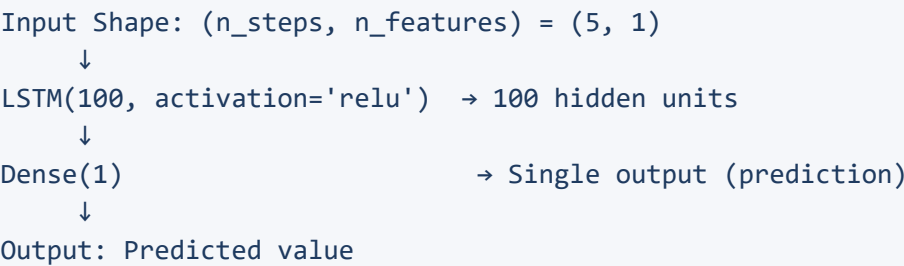 Input Shape: (n_steps, n_features) = (5, 1)
↓
LSTM(100, activation='relu') → 100 hidden units
↓
Dense(1) → Single output (prediction)
↓
Output: Predicted value